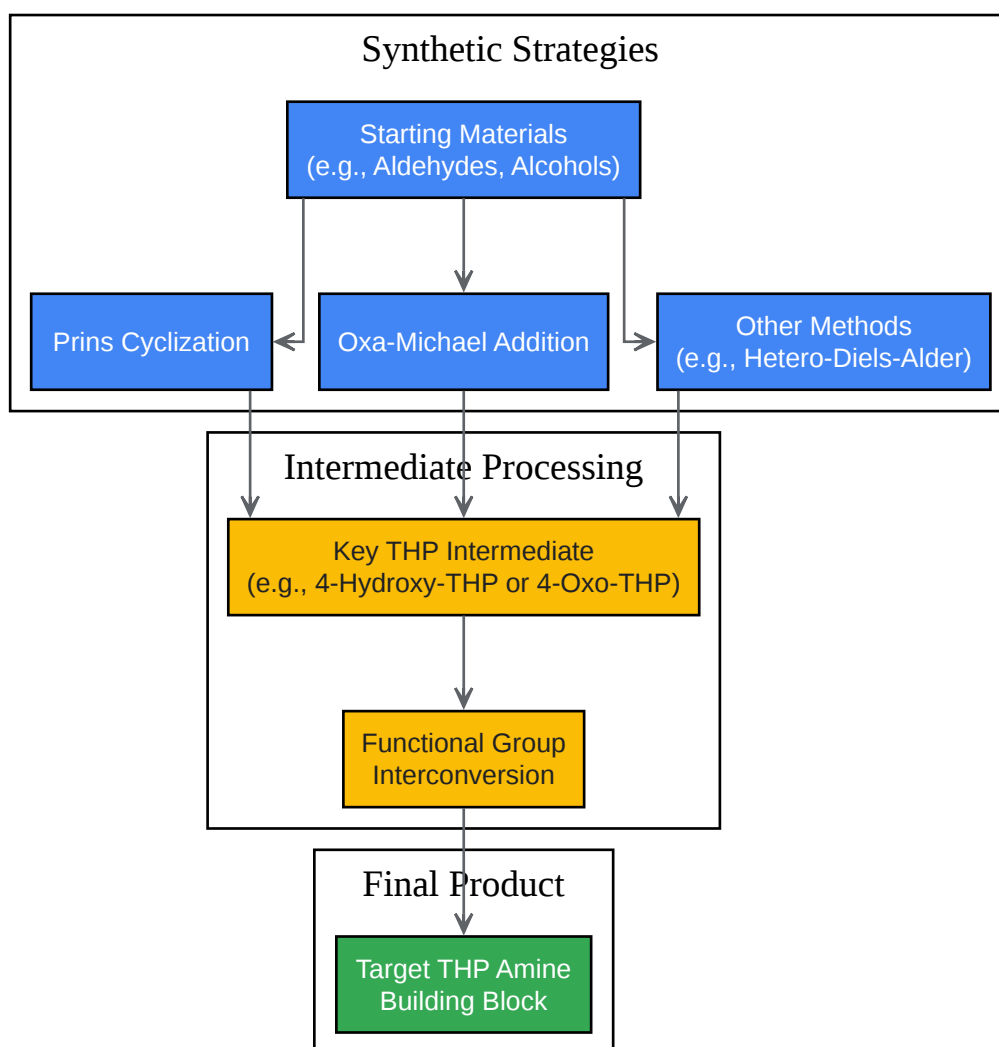 Synthetic Strategies
Starting Materials
(e.g., Aldehydes, Alcohols)
Prins Cyclization
Oxa-Michael Addition
Other Methods
(e.g., Hetero-Diels-Alder)
Intermediate Processing
Key THP Intermediate
(e.g., 4-Hydroxy-THP or 4-Oxo-THP)
Functional Group
Interconversion
Final Product
Target THP Amine
Building Block